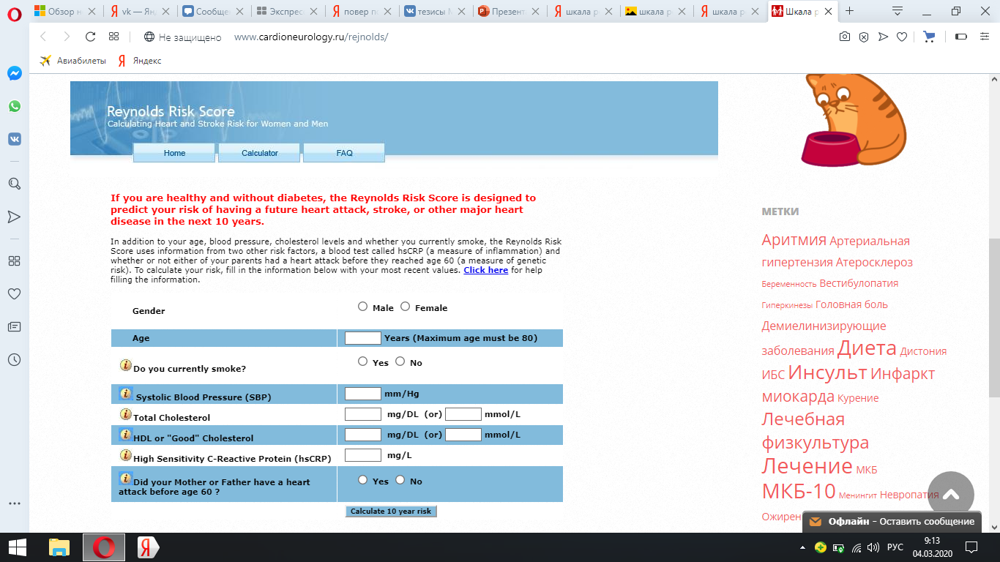 Обзор н
vk — Янд
Сообще
Экспрес
повер п
тезисы М
Презент
шкала р
шкала р
шкала р
Шкала р
Не защищено www.cardioneurology.ru/rejnolds/
Авиабилеты Яндекс
Reynolds Risk Score
Calculating Heart and Stroke Risk for Women and Men
Home Calculator FAQ
If you are healthy and without diabetes, the Reynolds Risk Score is designed to
predict your risk of having a future heart attack, stroke, or other major heart
disease in the next 10 years.
In addition to your age, blood pressure, cholesterol levels and whether you currently smoke, the Reynolds Risk
Score uses information from two other risk factors, a blood test called hsCRP (a measure of inflammation) and
whether or not either of your parents had a heart attack before they reached age 60 (a measure of genetic
risk). To calculate your risk, fill in the information below with your most recent values. Click here for help
filling the information.
Gender Male Female
Age Years (Maximum age must be 80)
Do you currently smoke? Yes No
Systolic Blood Pressure (SBP) mm/Hg
Total Cholesterol mg/DL (or) mmol/L
HDL or "Good" Cholesterol mg/DL (or) mmol/L
High Sensitivity C-Reactive Protein (hsCRP) mg/L
Did your Mother or Father have a heart
attack before age 60 ? Yes No
Calculate 10 year risk
МЕТКИ
Аритмия Артериальная
гипертензия Атеросклероз
Беременность Вестибулопатия
Гиперкинезы Головная боль
Демиелинизирующие
заболевания Диета Дистония
ИБС Инсульт Инфаркт
миокарда Курение
Лечебная
физкультура
Лечение МКБ
МКБ-10 Менингит Невропатия
Ожирен
Офлайн - Оставить сообщение
РУС
9:13
04.03.2020